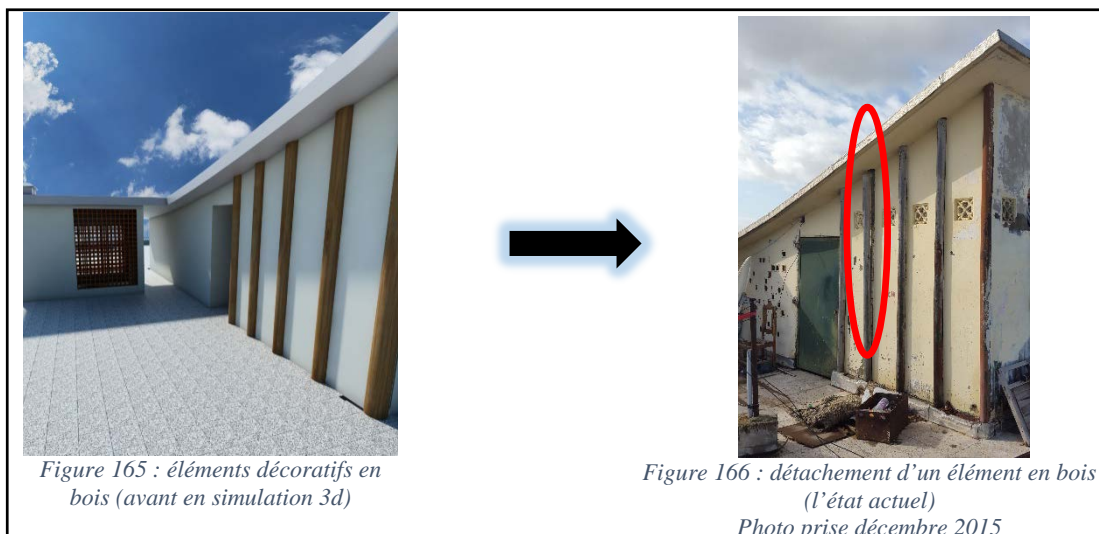 Figure 165 : éléments décoratifs en
bois (avant en simulation 3d)
Figure 166 : détachement d'un élément en bois
(l'état actuel)
Photo prise décembre 2015